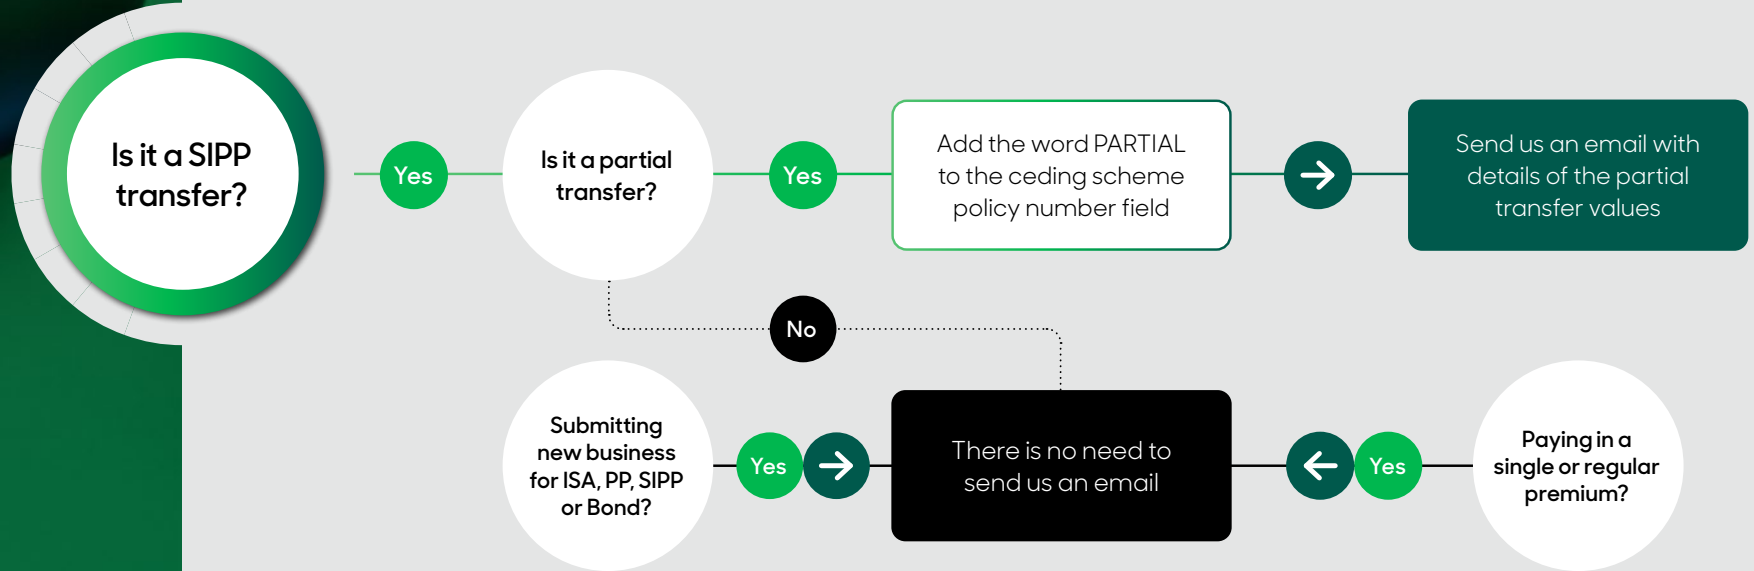 Is it a SIPP
transfer?
Yes
Is it a partial
transfer?
Yes
Add the word PARTIAL
to the ceding scheme
policy number field
Send us an email with
details of the partial
transfer values
No
Submitting
new business
for ISA, PP, SIPP
or Bond?
Yes
There is no need to
send us an email
Yes
Paying in a
single or regular
premium?